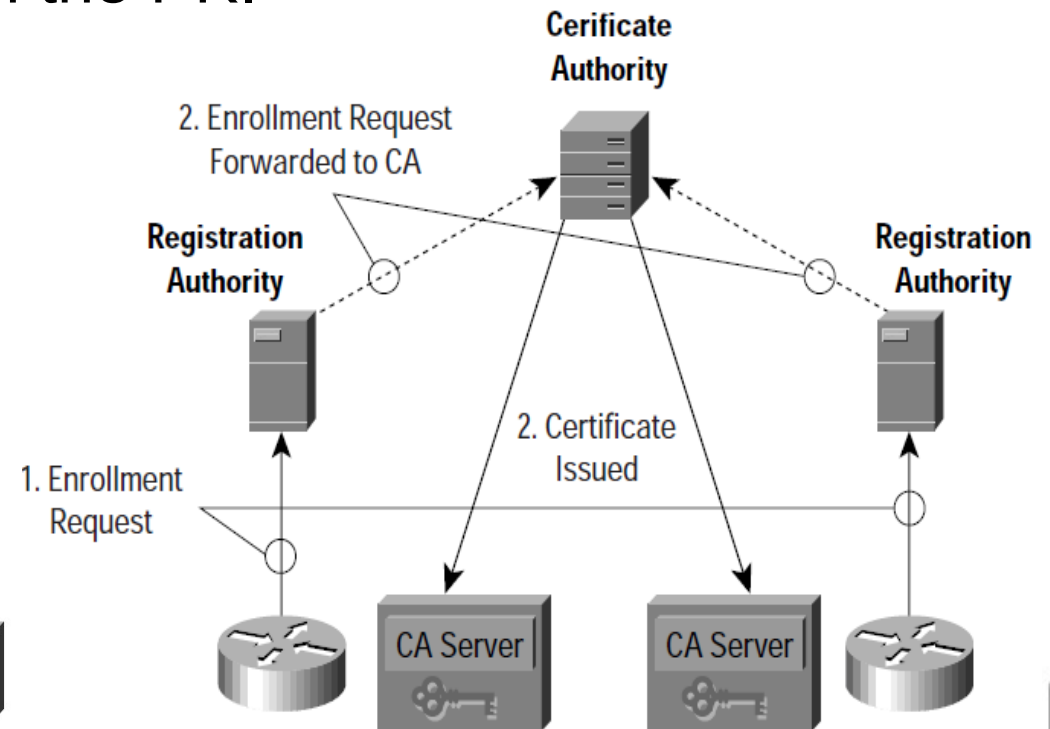 Cerificate
Authority
2. Enrollment Request
Forwarded to CA
Registration
Authority
Registration
Authority
2. Certificate
Issued
1. Enrollment
Request
CA Server
CA Server